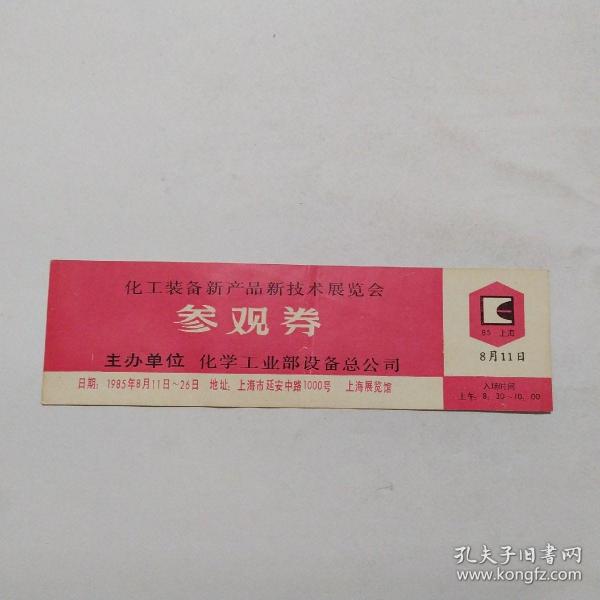 化工装备新产品新技术展览会
参观券
主办单位 化学工业部设备总公司
日期：1985年8月11日～26日 地址：上海市延安中路1000号 上海展览馆
85·上海
8月11日
入场时间
上午：8．30－10．00
孔夫子旧书网
www.kongfz.com